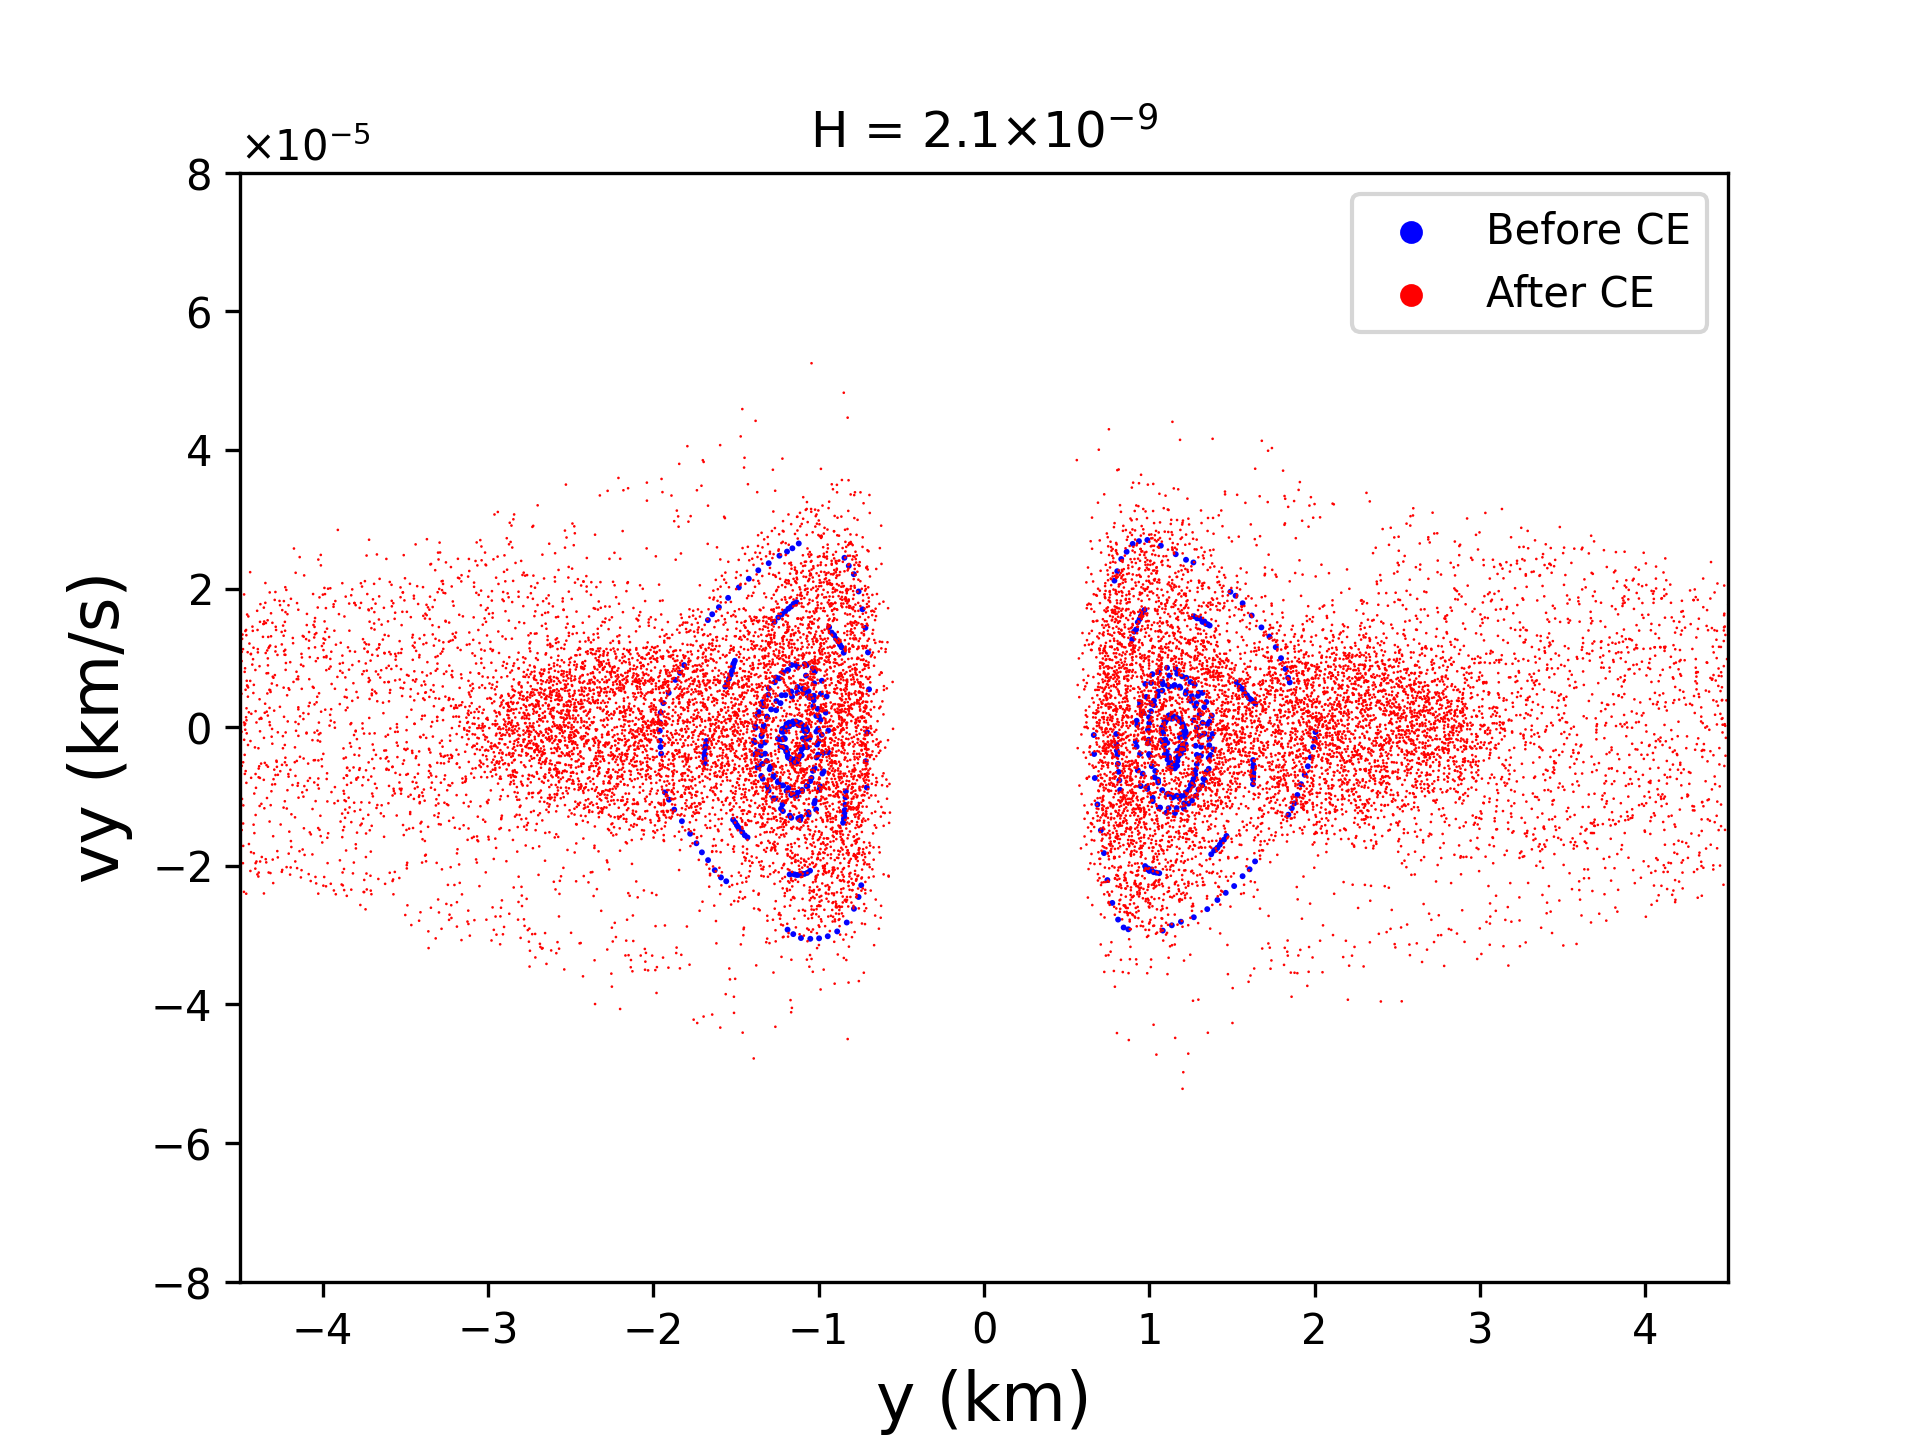 H = 2.1×10⁻⁹
×10⁻⁵
Before CE
After CE
8
6
4
2
0
−2
−4
−6
−8
vy (km/s)
−4 −3 −2 −1 0 1 2 3 4
y (km)